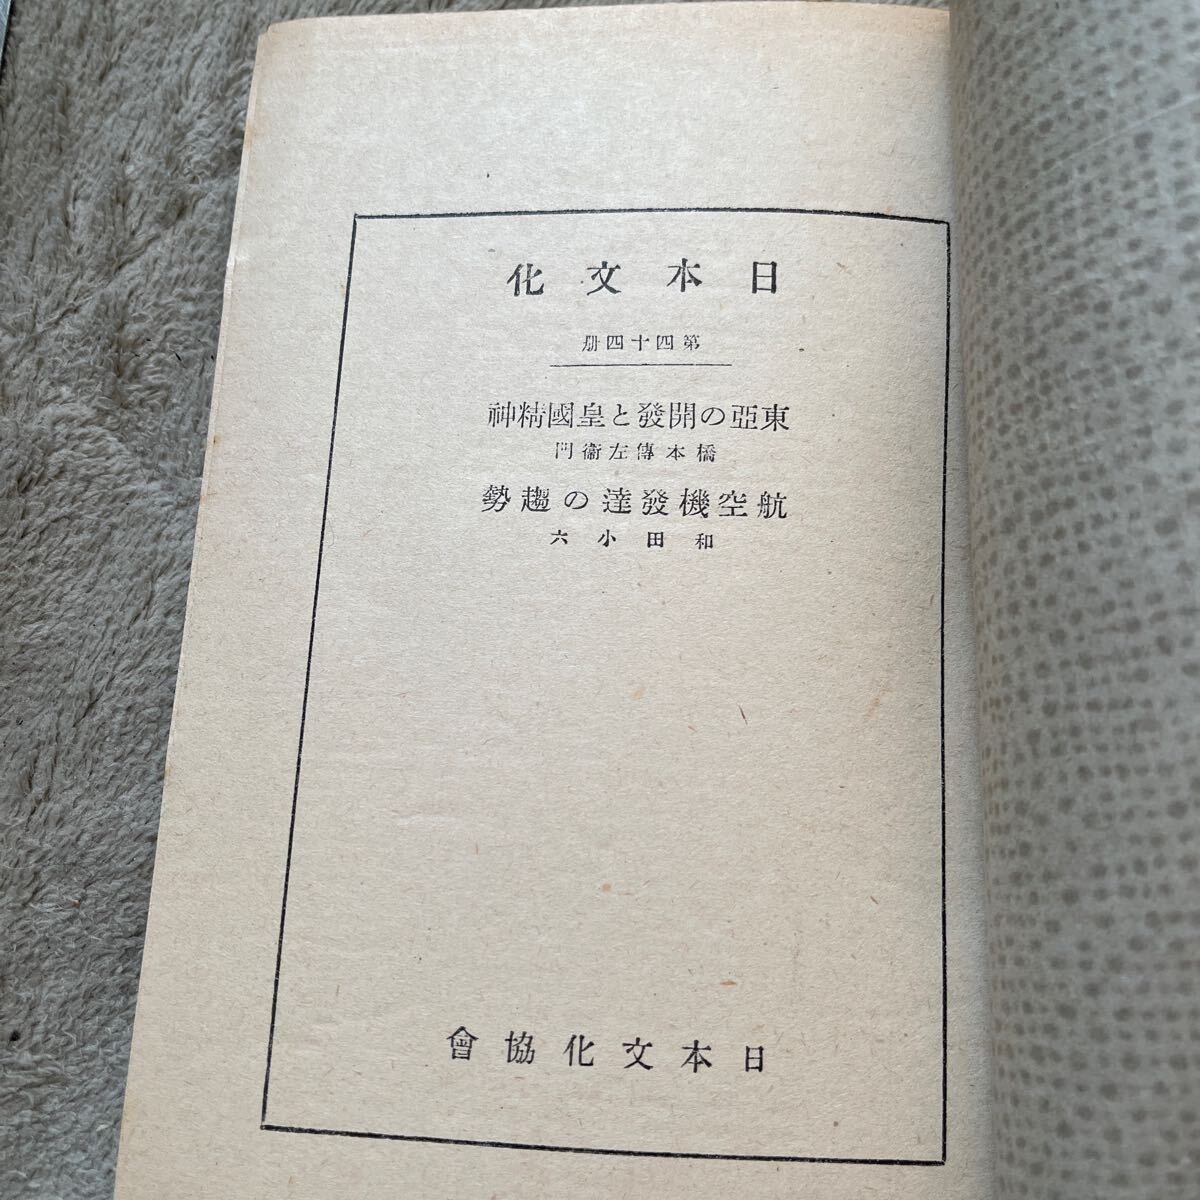 日本文化
第四十四册
東亞の開發と皇國精神
橋本傳左衞門
航空機發達の趨勢
和田小六
日本文化協會